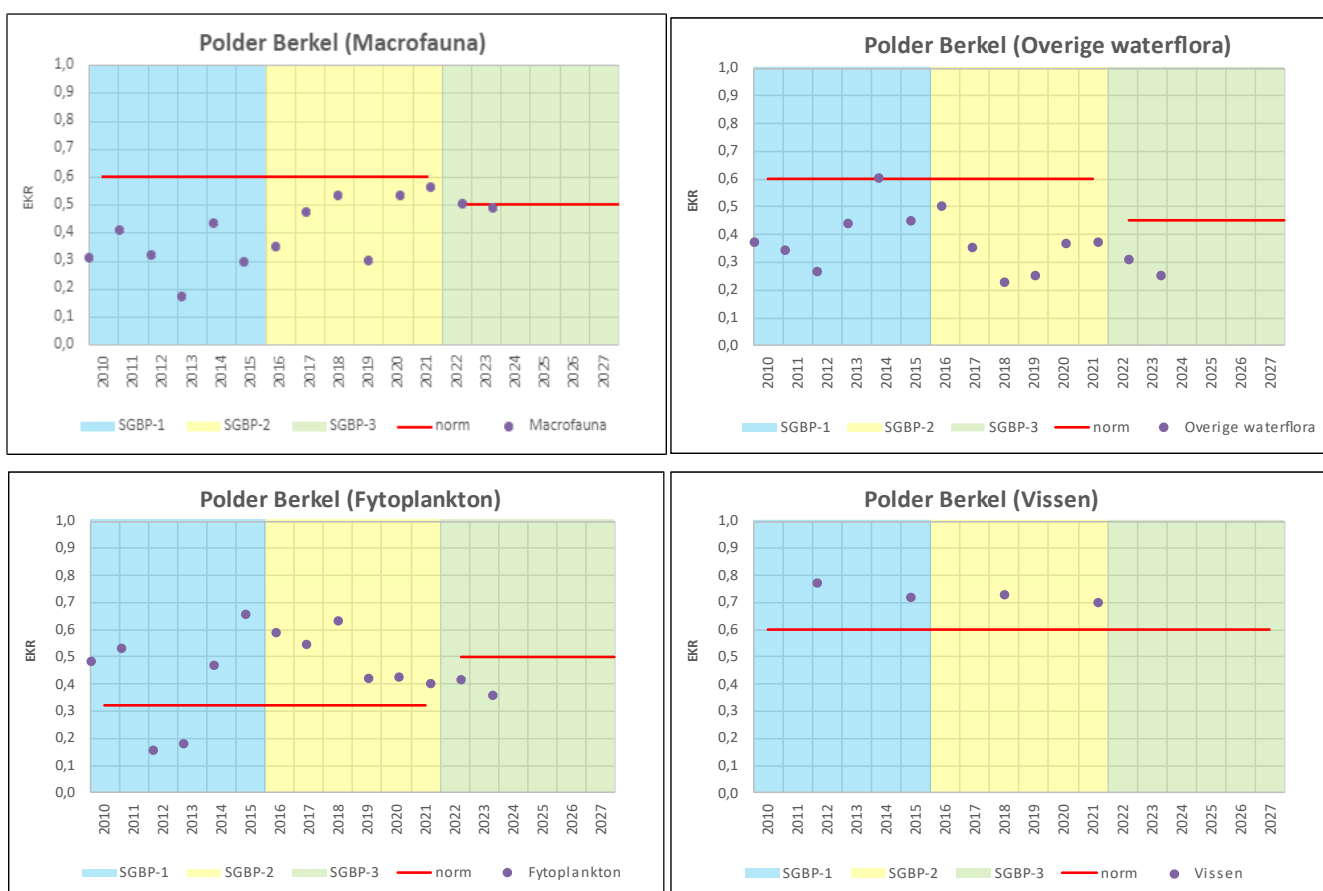 Polder Berkel (Macrofauna)
1,0
0,9
0,8
0,7
0,6
0,5
0,4
0,3
0,2
0,1
0,0
EKR
2010 2011 2012 2013 2014 2015 2016 2017 2018 2019 2020 2021 2022 2023 2024 2025 2026 2027
SGBP-1 SGBP-2 SGBP-3 norm Macrofauna
Polder Berkel (Overige waterflora)
1,0
0,9
0,8
0,7
0,6
0,5
0,4
0,3
0,2
0,1
0,0
EKR
2010 2011 2012 2013 2014 2015 2016 2017 2018 2019 2020 2021 2022 2023 2024 2025 2026 2027
SGBP-1 SGBP-2 SGBP-3 norm Overige waterflora
Polder Berkel (Fytoplankton)
1,0
0,9
0,8
0,7
0,6
0,5
0,4
0,3
0,2
0,1
0,0
EKR
2010 2011 2012 2013 2014 2015 2016 2017 2018 2019 2020 2021 2022 2023 2024 2025 2026 2027
SGBP-1 SGBP-2 SGBP-3 norm Fytoplankton
Polder Berkel (Vissen)
1,0
0,9
0,8
0,7
0,6
0,5
0,4
0,3
0,2
0,1
0,0
EKR
2010 2011 2012 2013 2014 2015 2016 2017 2018 2019 2020 2021 2022 2023 2024 2025 2026 2027
SGBP-1 SGBP-2 SGBP-3 norm Vissen